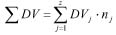 ∑DV = ∑_{j=1}^{z} DV_j · n_j